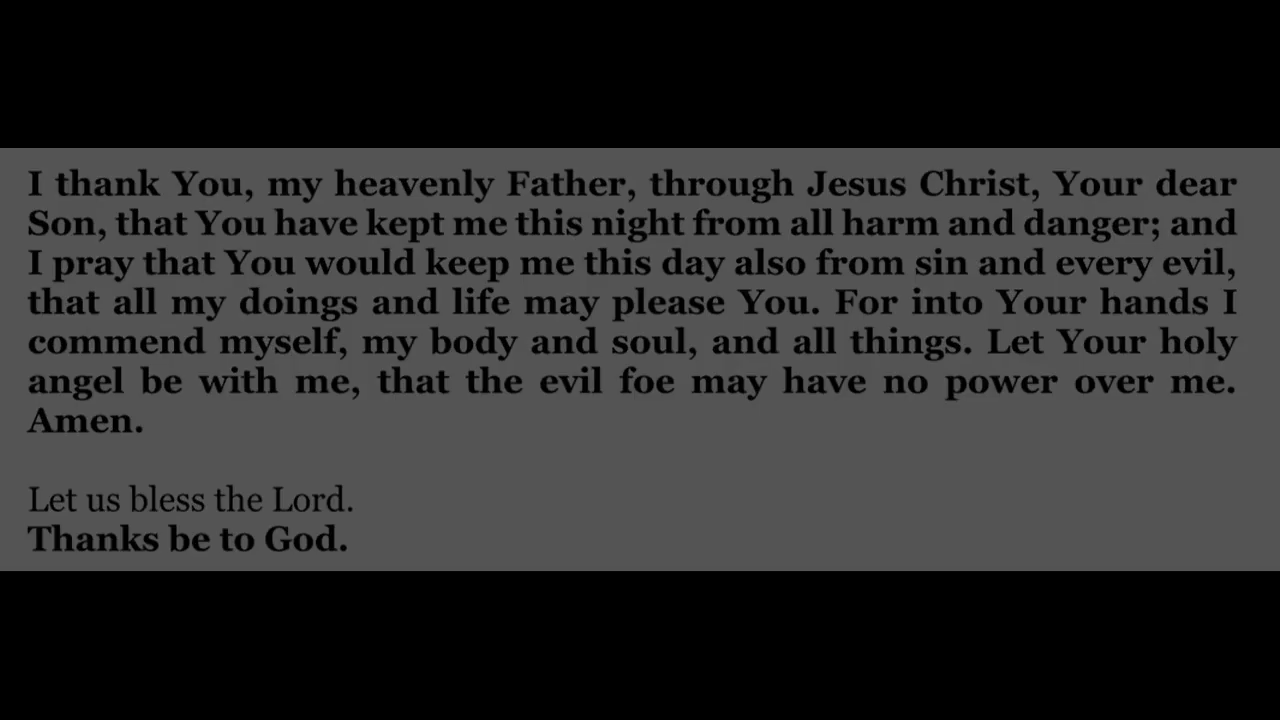 I thank You, my heavenly Father, through Jesus Christ, Your dear
Son, that You have kept me this night from all harm and danger; and
I pray that You would keep me this day also from sin and every evil,
that all my doings and life may please You. For into Your hands I
commend myself, my body and soul, and all things. Let Your holy
angel be with me, that the evil foe may have no power over me.
Amen.
Let us bless the Lord.
Thanks be to God.